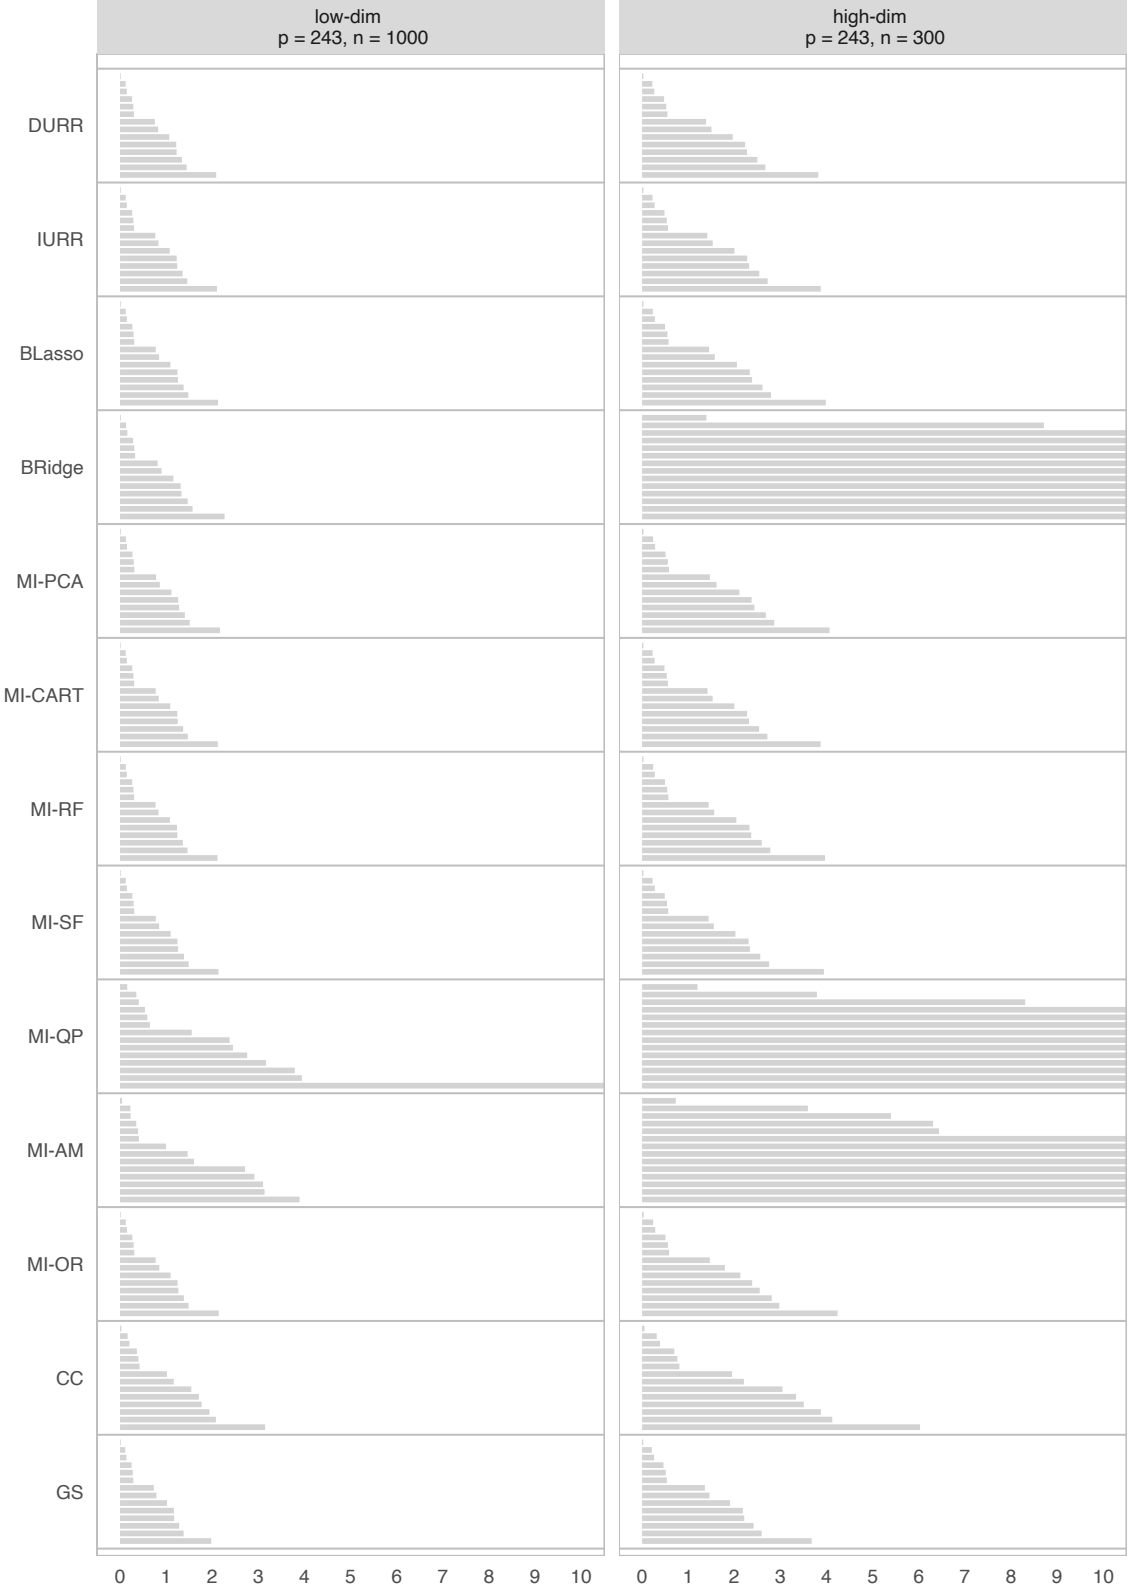 low-dim
p = 243, n = 1000
high-dim
p = 243, n = 300
DURR
IURR
BLasso
BRidge
MI-PCA
MI-CART
MI-RF
MI-SF
MI-QP
MI-AM
MI-OR
CC
GS
0 1 2 3 4 5 6 7 8 9 10
0 1 2 3 4 5 6 7 8 9 10